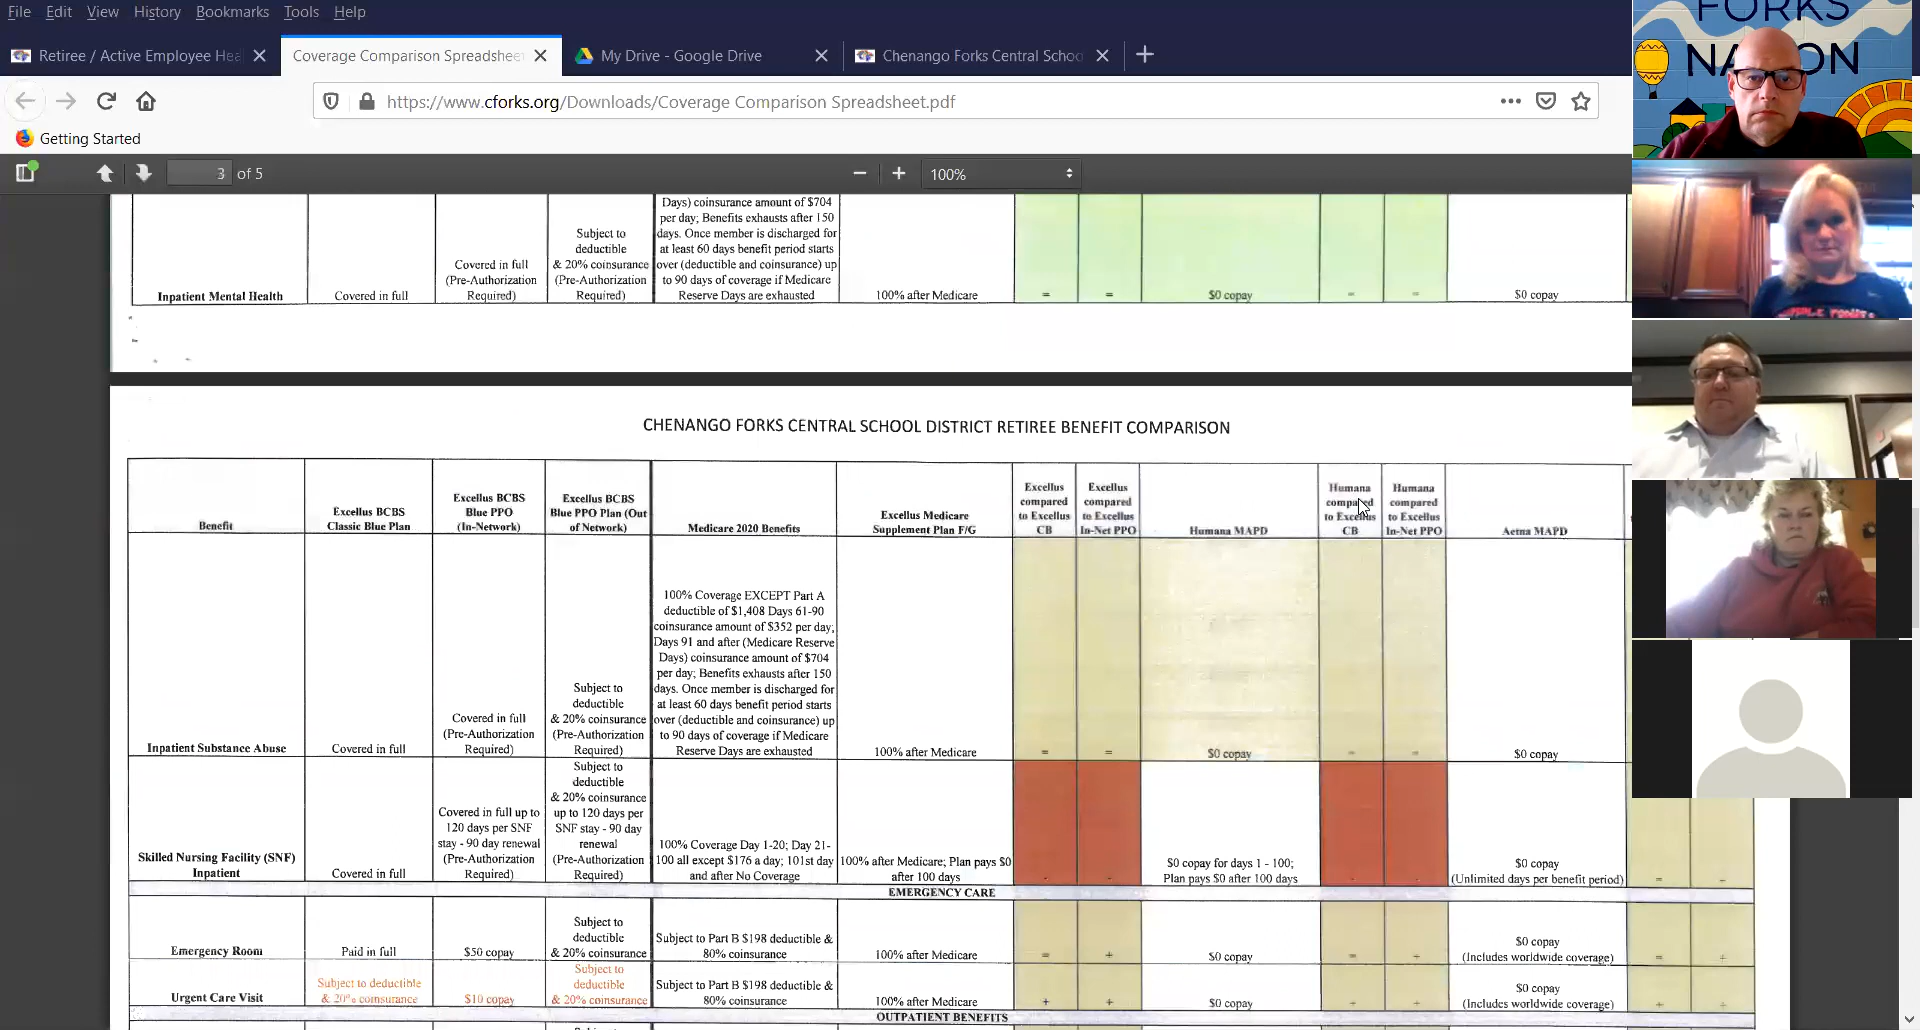 File Edit View History Bookmarks Tools Help
Retiree / Active Employee Hea
Coverage Comparison Spreadsheet
My Drive - Google Drive
Chenango Forks Central Schoo
https://www.cforks.org/Downloads/Coverage Comparison Spreadsheet.pdf
Getting Started
3 of 5
100%
FORKS
NATION
Inpatient Mental Health
Covered in full
Covered in full
(Pre-Authorization
Required)
Subject to
deductible
& 20% coinsurance
(Pre-Authorization
Required)
Days) coinsurance amount of $704
per day; Benefits exhausts after 150
days. Once member is discharged for
at least 60 days benefit period starts
over (deductible and coinsurance) up
to 90 days of coverage if Medicare
Reserve Days are exhausted
100% after Medicare
=
=
$0 copay
=
=
$0 copay
CHENANGO FORKS CENTRAL SCHOOL DISTRICT RETIREE BENEFIT COMPARISON
Benefit
Excellus BCBS
Classic Blue Plan
Excellus BCBS
Blue PPO
(In-Network)
Excellus BCBS
Blue PPO Plan (Out
of Network)
Medicare 2020 Benefits
Excellus Medicare
Supplement Plan F/G
Excellus
compared
to Excellus
CB
Excellus
compared
to Excellus
In-Net PPO
Humana MAPD
Humana
compared
to Excellus
CB
Humana
compared
to Excellus
In-Net PPO
Aetna MAPD
Inpatient Substance Abuse
Covered in full
Covered in full
(Pre-Authorization
Required)
Subject to
deductible
& 20% coinsurance
(Pre-Authorization
Required)
100% Coverage EXCEPT Part A
deductible of $1,408 Days 61-90
coinsurance amount of $352 per day;
Days 91 and after (Medicare Reserve
Days) coinsurance amount of $704
per day; Benefits exhausts after 150
days. Once member is discharged for
at least 60 days benefit period starts
over (deductible and coinsurance) up
to 90 days of coverage if Medicare
Reserve Days are exhausted
100% after Medicare
=
=
$0 copay
=
=
$0 copay
Skilled Nursing Facility (SNF)
Inpatient
Covered in full
Covered in full up to
120 days per SNF
stay - 90 day renewal
(Pre-Authorization
Required)
Subject to
deductible
& 20% coinsurance
up to 120 days per
SNF stay - 90 day
renewal
(Pre-Authorization
Required)
100% Coverage Day 1-20; Day 21-
100 all except $176 a day; 101st day
and after No Coverage
100% after Medicare; Plan pays $0
after 100 days
-
-
$0 copay for days 1 - 100;
Plan pays $0 after 100 days
-
-
$0 copay
(Unlimited days per benefit period)
=
+
EMERGENCY CARE
Emergency Room
Paid in full
$50 copay
Subject to
deductible
& 20% coinsurance
Subject to Part B $198 deductible &
80% coinsurance
100% after Medicare
=
+
$0 copay
=
+
$0 copay
(Includes worldwide coverage)
=
+
Urgent Care Visit
Subject to deductible
& 20% coinsurance
$10 copay
Subject to
deductible
& 20% coinsurance
Subject to Part B $198 deductible &
80% coinsurance
100% after Medicare
+
+
$0 copay
+
+
$0 copay
(Includes worldwide coverage)
+
+
OUTPATIENT BENEFITS